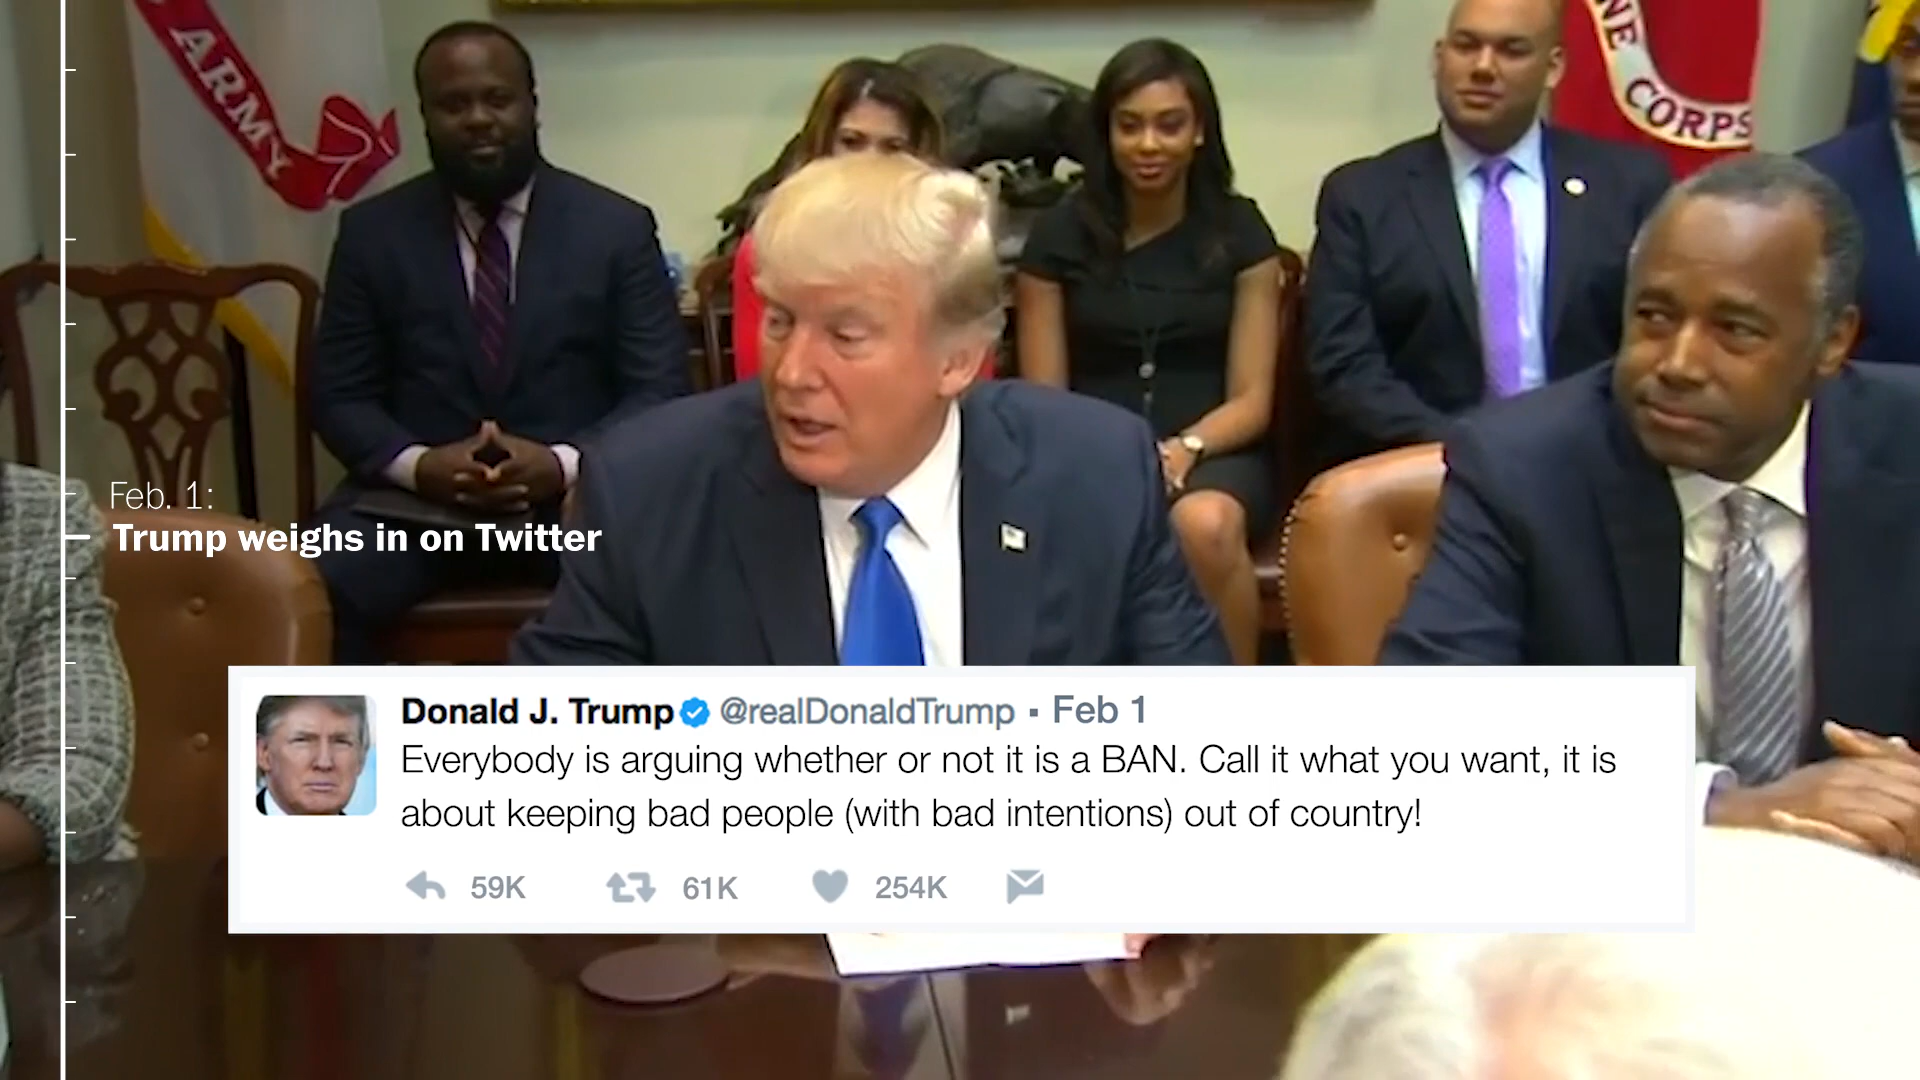 ARMY
NE CORPS
Feb. 1:
Trump weighs in on Twitter
Donald J. Trump @realDonaldTrump · Feb 1
Everybody is arguing whether or not it is a BAN. Call it what you want, it is
about keeping bad people (with bad intentions) out of country!
59K 61K 254K